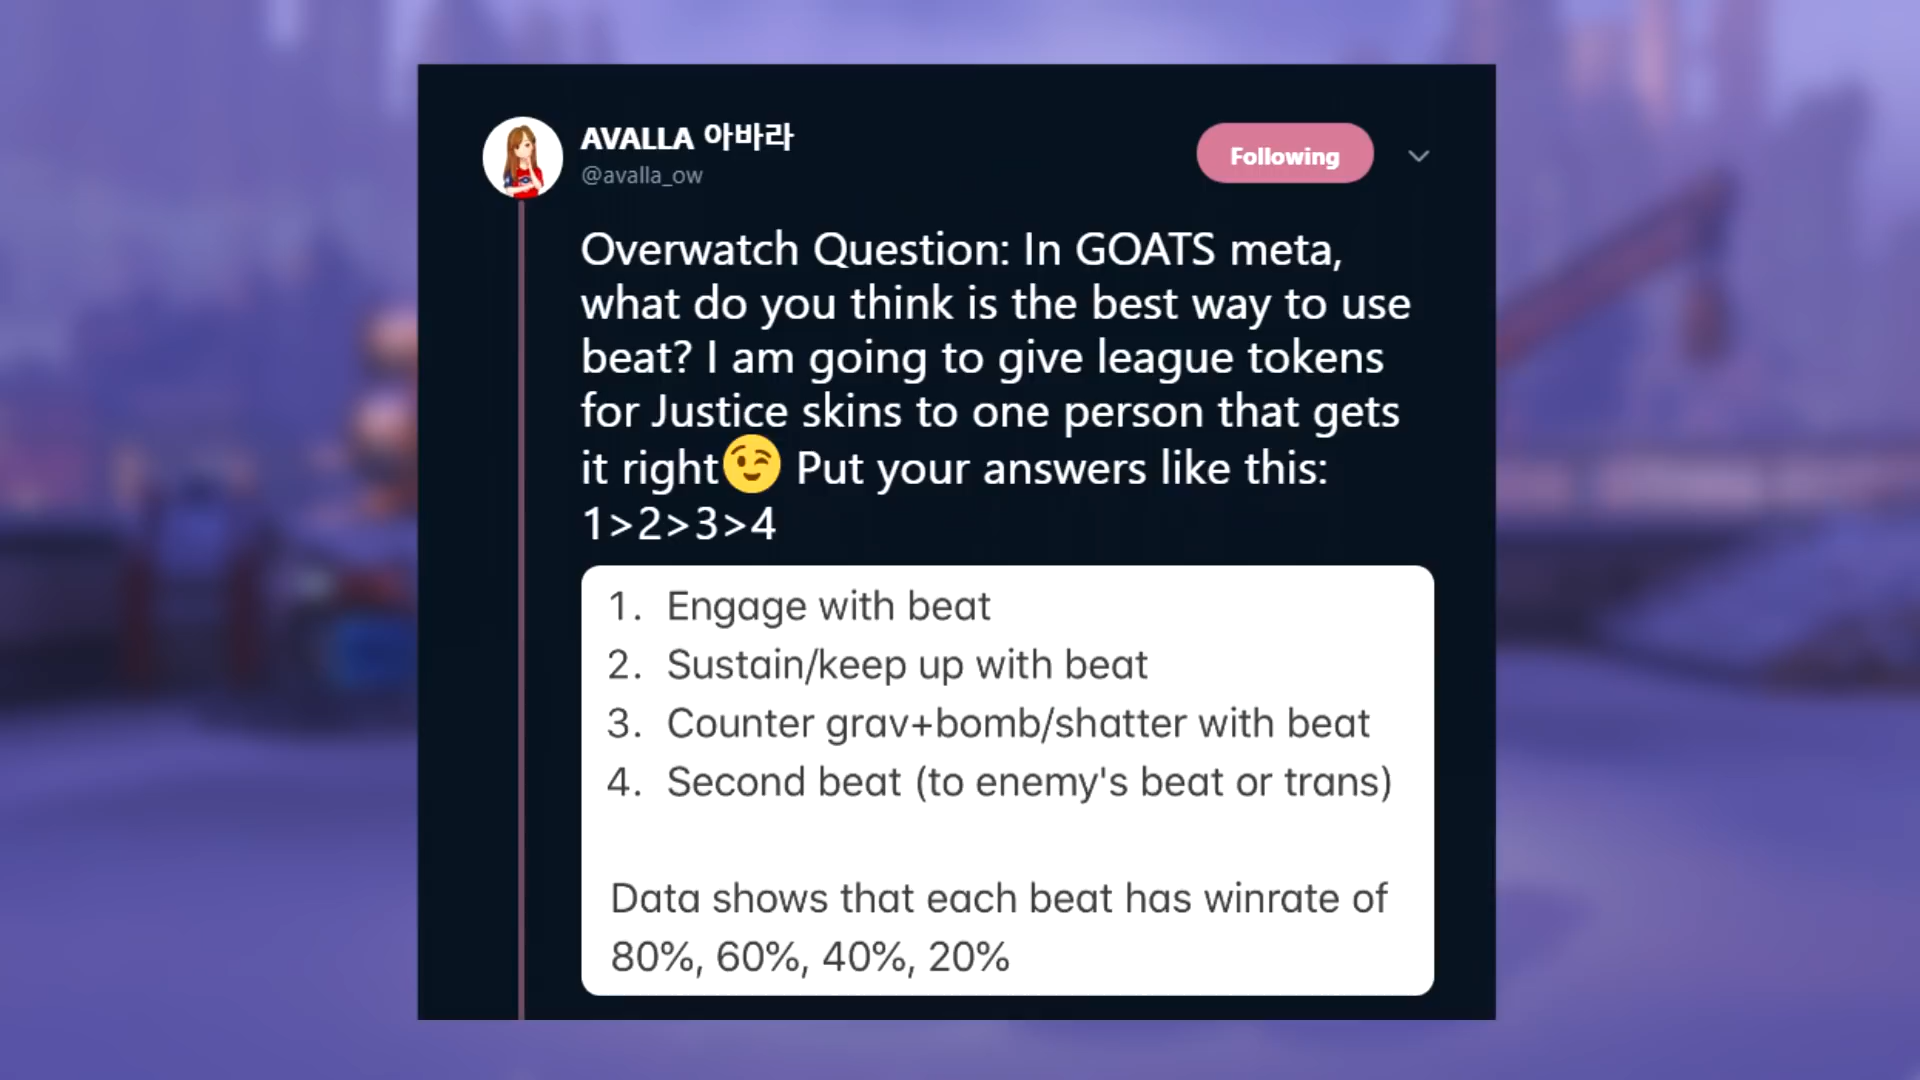 AVALLA 아바라
@avalla_ow
Following
Overwatch Question: In GOATS meta,
what do you think is the best way to use
beat? I am going to give league tokens
for Justice skins to one person that gets
it right😉 Put your answers like this:
1>2>3>4
1. Engage with beat
2. Sustain/keep up with beat
3. Counter grav+bomb/shatter with beat
4. Second beat (to enemy's beat or trans)
Data shows that each beat has winrate of
80%, 60%, 40%, 20%